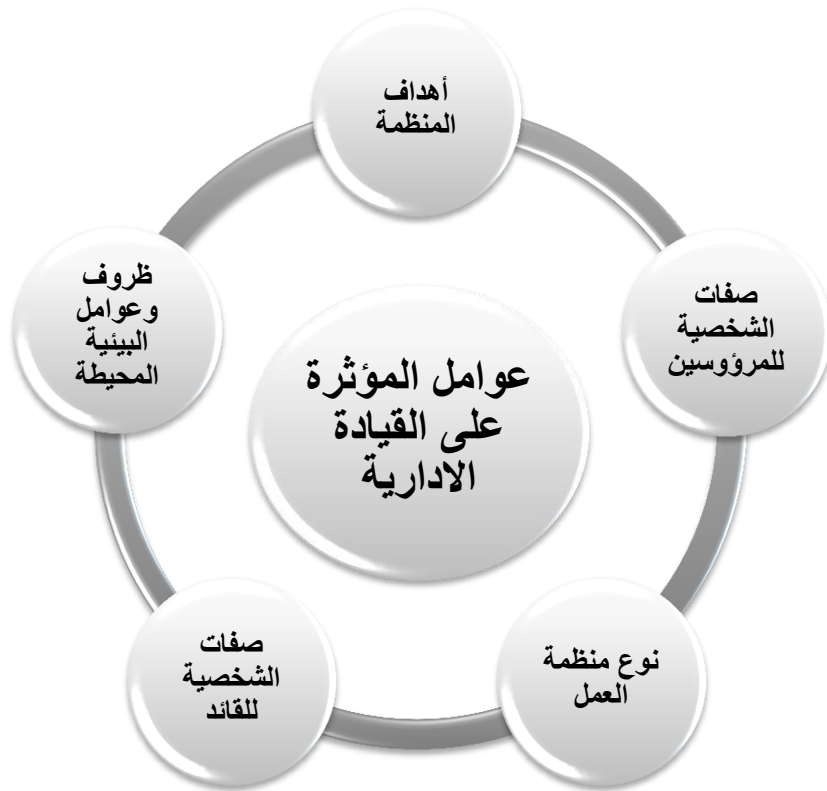 أهداف
المنظمة
صفات
الشخصية
للمرؤوسين
نوع منظمة
العمل
صفات
الشخصية
للقائد
ظروف
وعوامل
البيئية
المحيطة
عوامل المؤثرة
على القيادة
الادارية